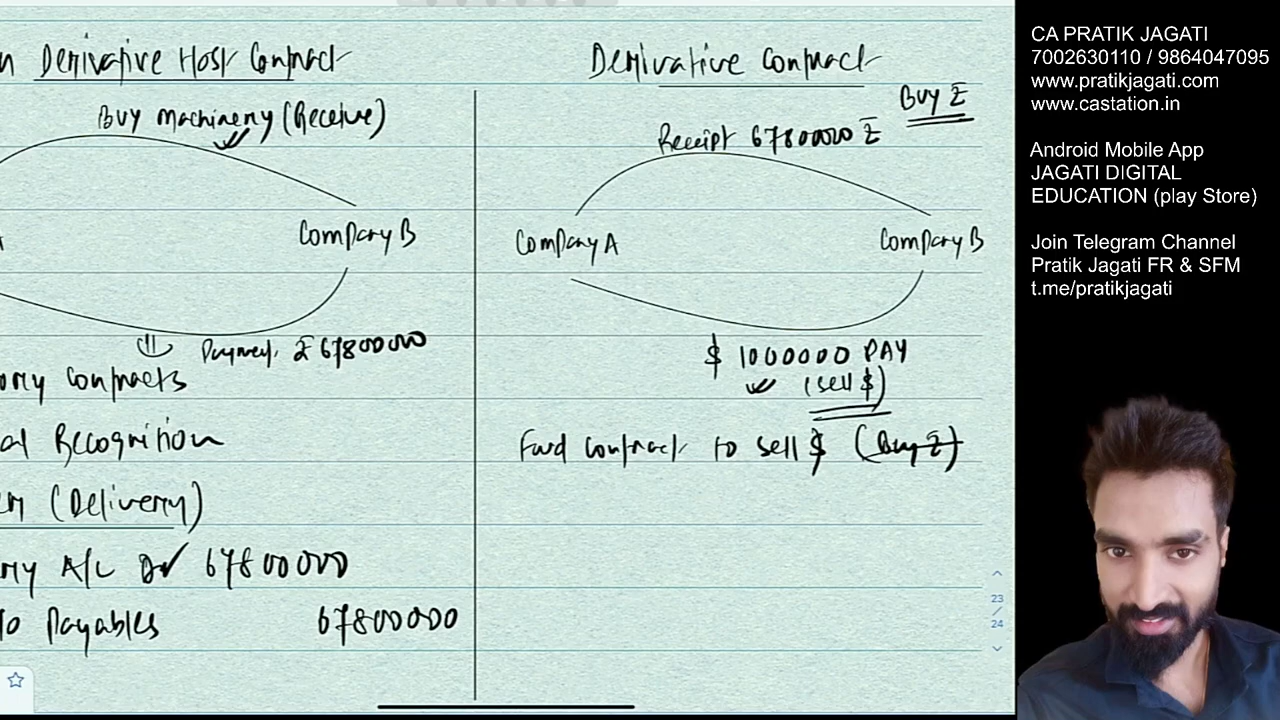 n Derivative Host Contract
Buy Machinery (Receive)
Company B
Payment ₹ 67800000
ory Contracts
al Recognition
(Delivery)
ry A/C Dr 67800000
To Payables 67800000
Derivative Contract
Buy ₹
Receipt 67800000 ₹
Company A Company B
$ 1000000 PAY
(sell $)
Fwd contract to sell $ (Buy ₹)
CA PRATIK JAGATI
7002630110 / 9864047095
www.pratikjagati.com
www.castation.in
Android Mobile App
JAGATI DIGITAL
EDUCATION (play Store)
Join Telegram Channel
Pratik Jagati FR & SFM
t.me/pratikjagati
23
/
24